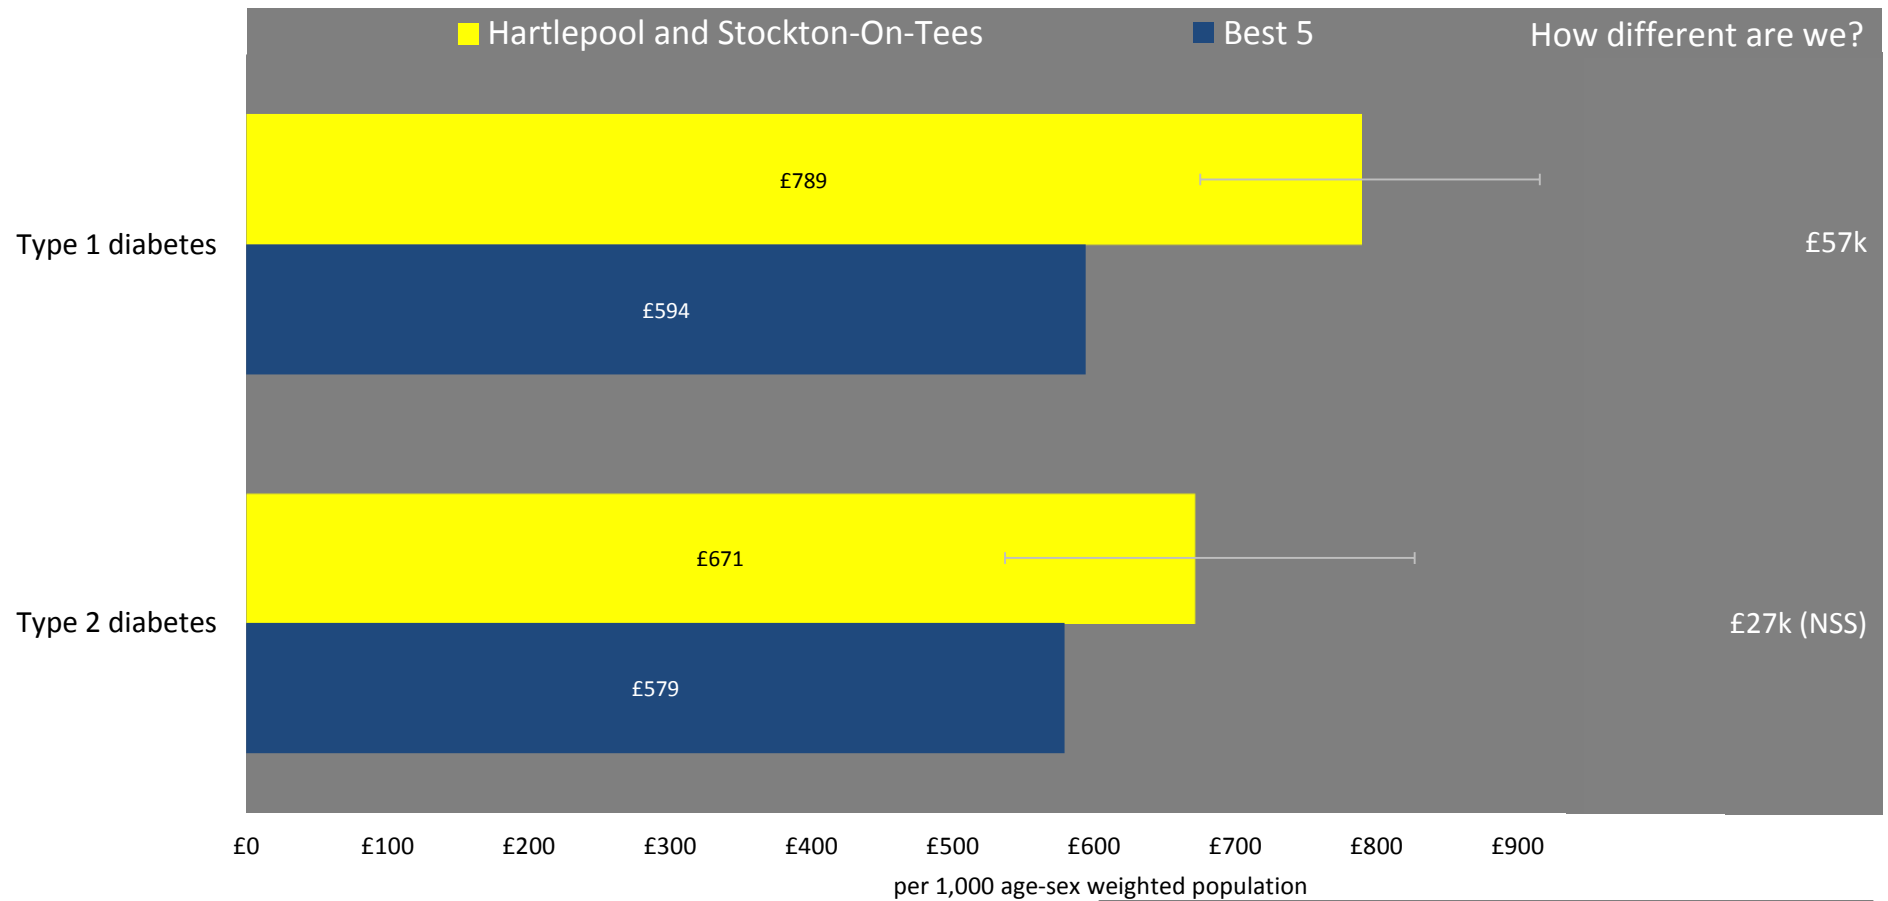 Hartlepool and Stockton-On-Tees Best 5 How different are we?
£789
Type 1 diabetes £57k
£594
£671
Type 2 diabetes £27k (NSS)
£579
£0 £100 £200 £300 £400 £500 £600 £700 £800 £900
per 1,000 age-sex weighted population